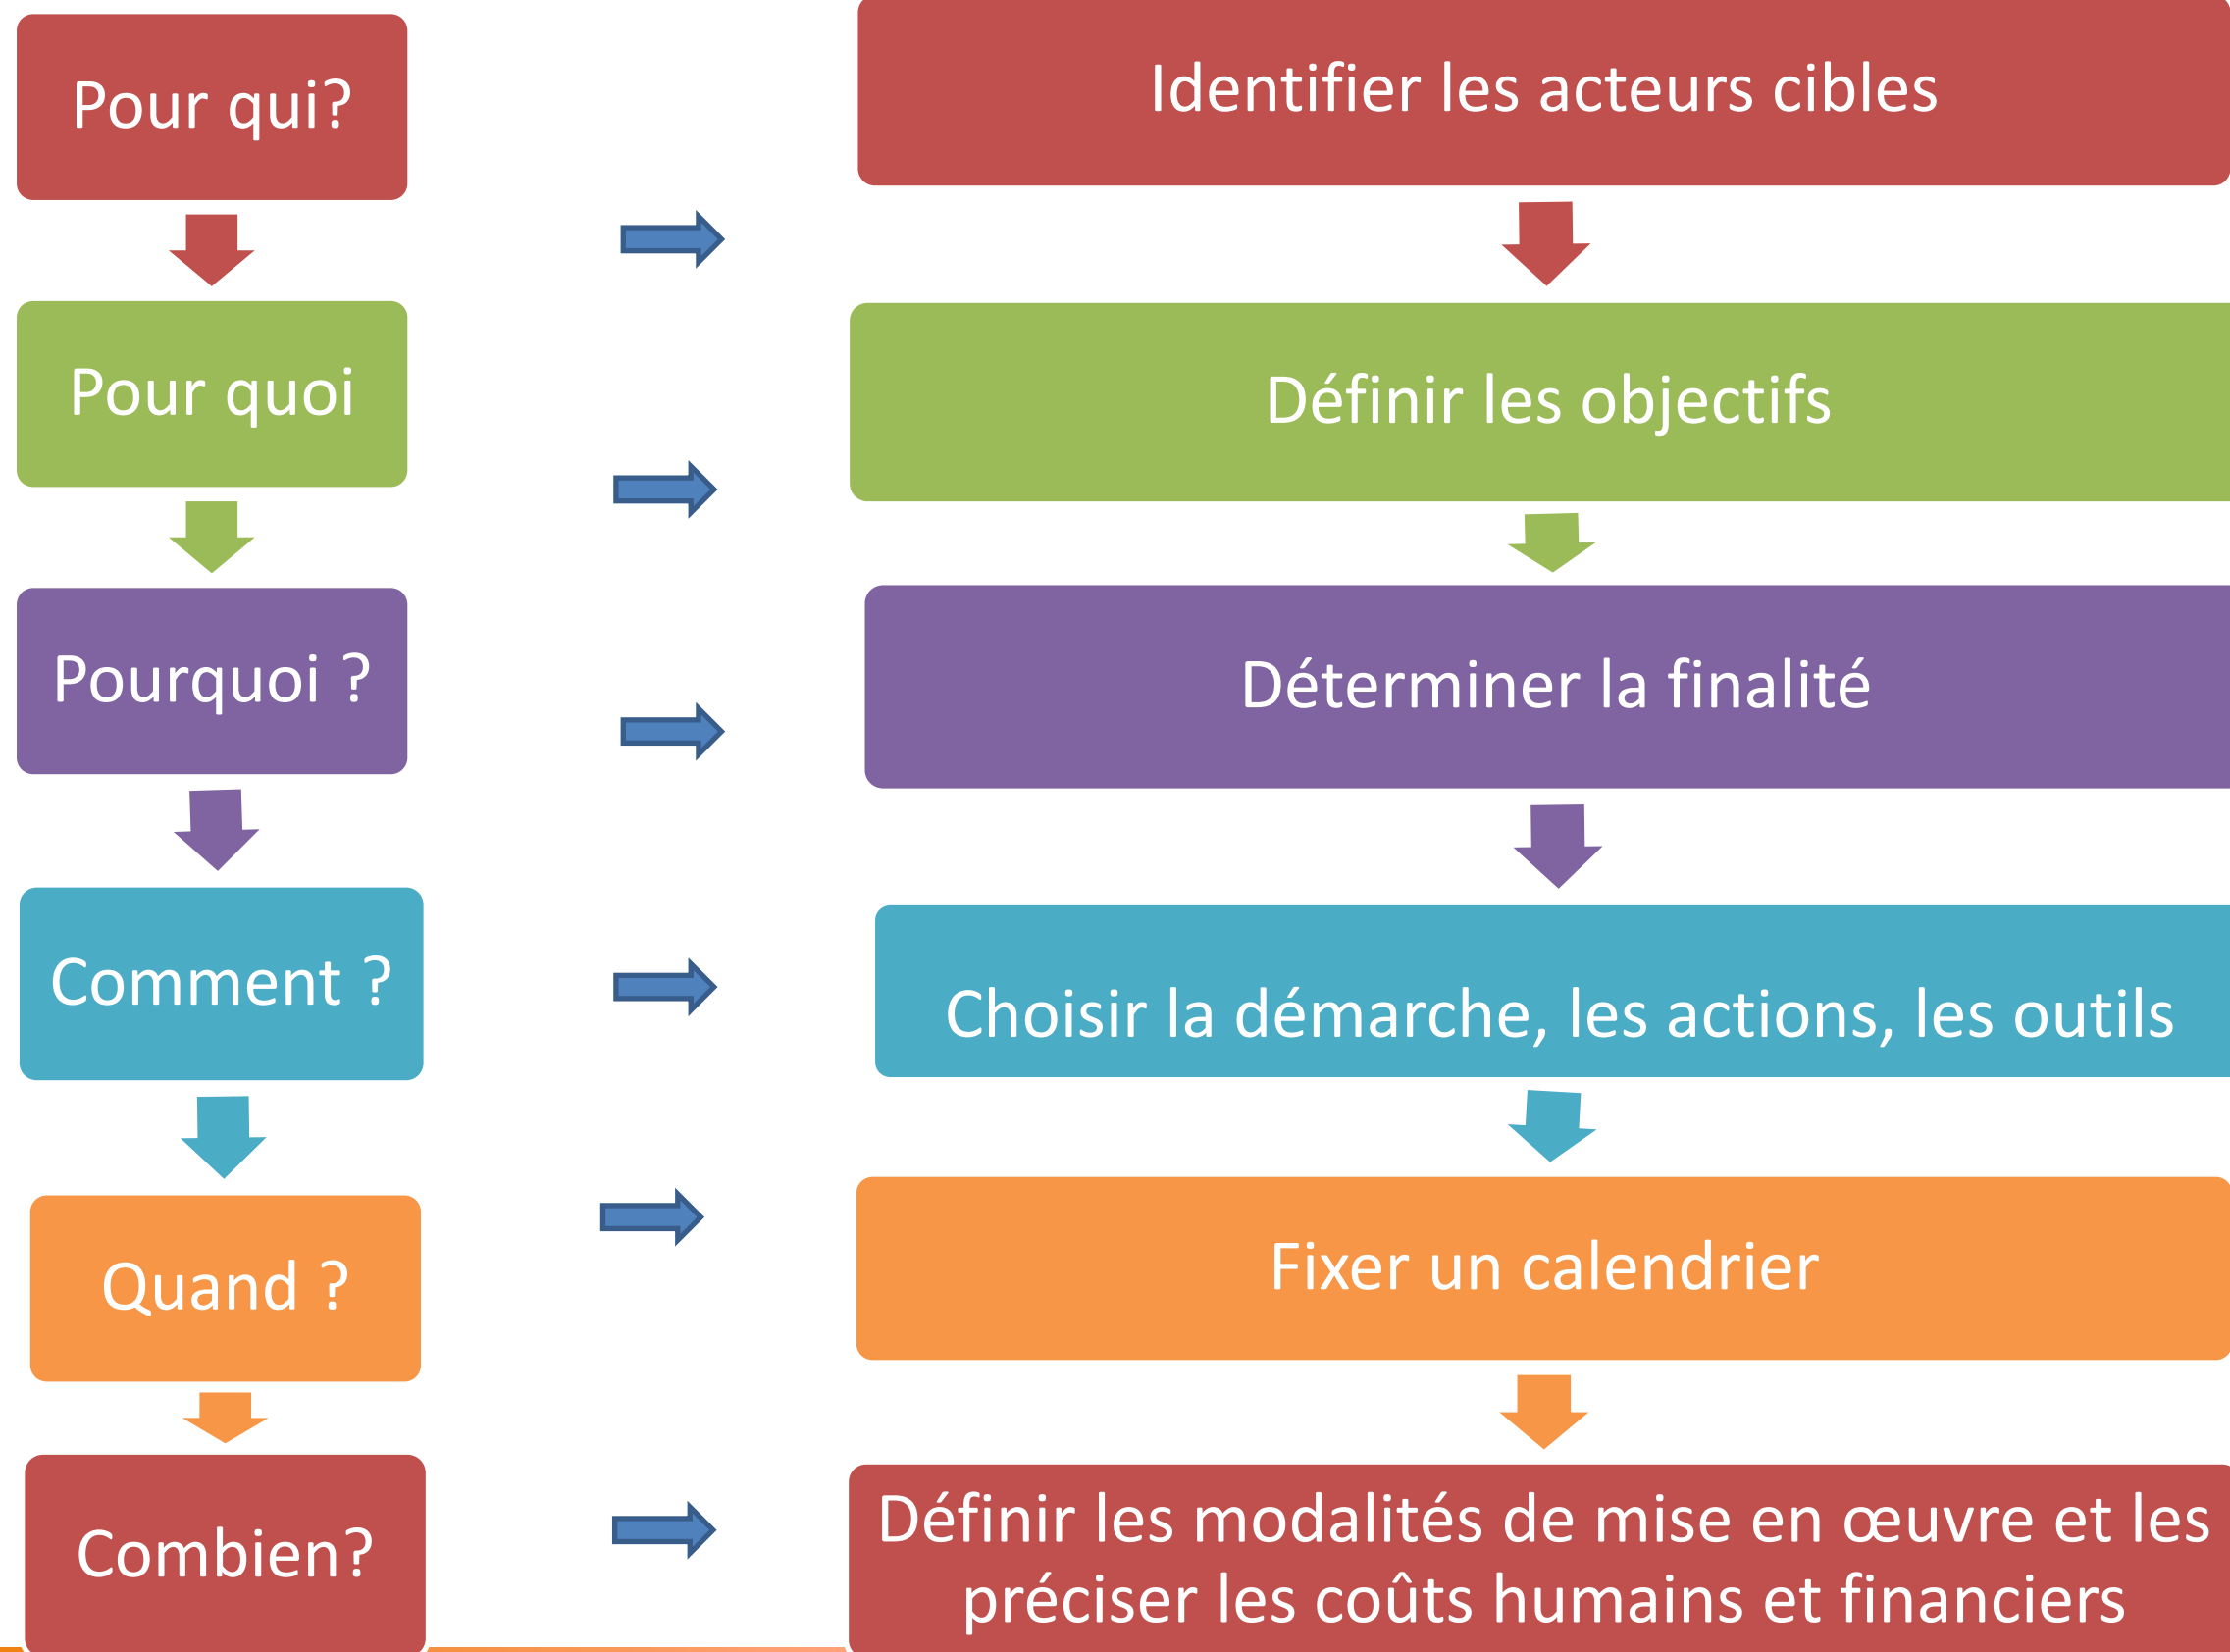 Pour qui?
Identifier les acteurs cibles
Pour quoi
Définir les objectifs
Pourquoi ?
Déterminer la finalité
Comment ?
Choisir la démarche, les actions, les outils
Quand ?
Fixer un calendrier
Combien?
Définir les modalités de mise en œuvre et les
préciser les coûts humains et financiers